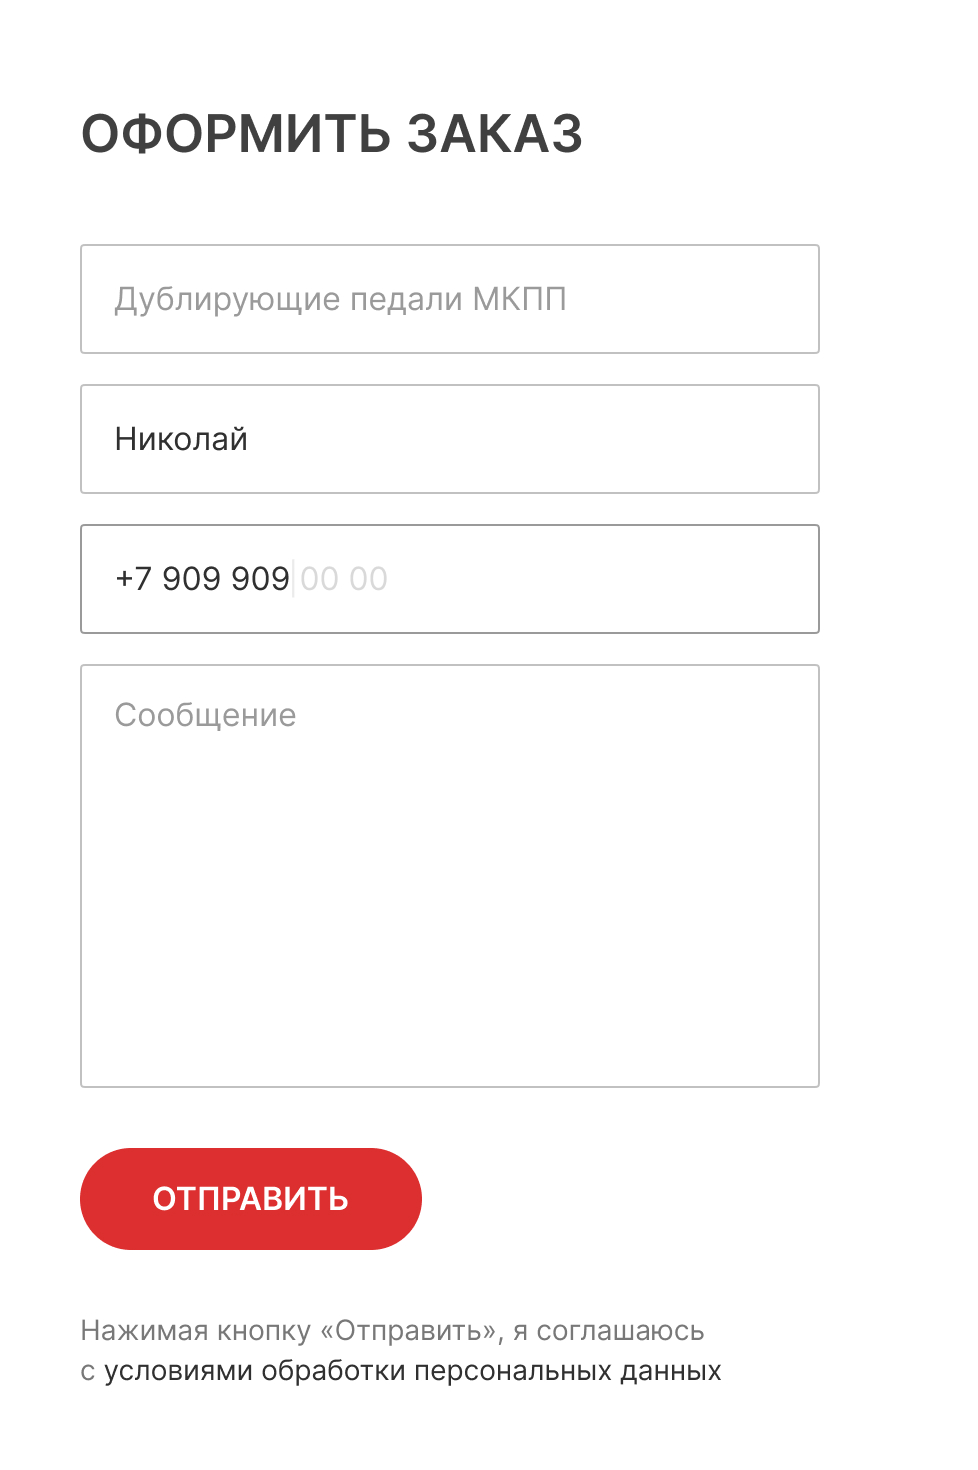 ОФОРМИТЬ ЗАКАЗ
Дублирующие педали МКПП
Николай
+7 909 909 00 00
Сообщение
ОТПРАВИТЬ
Нажимая кнопку «Отправить», я соглашаюсь
с условиями обработки персональных данных